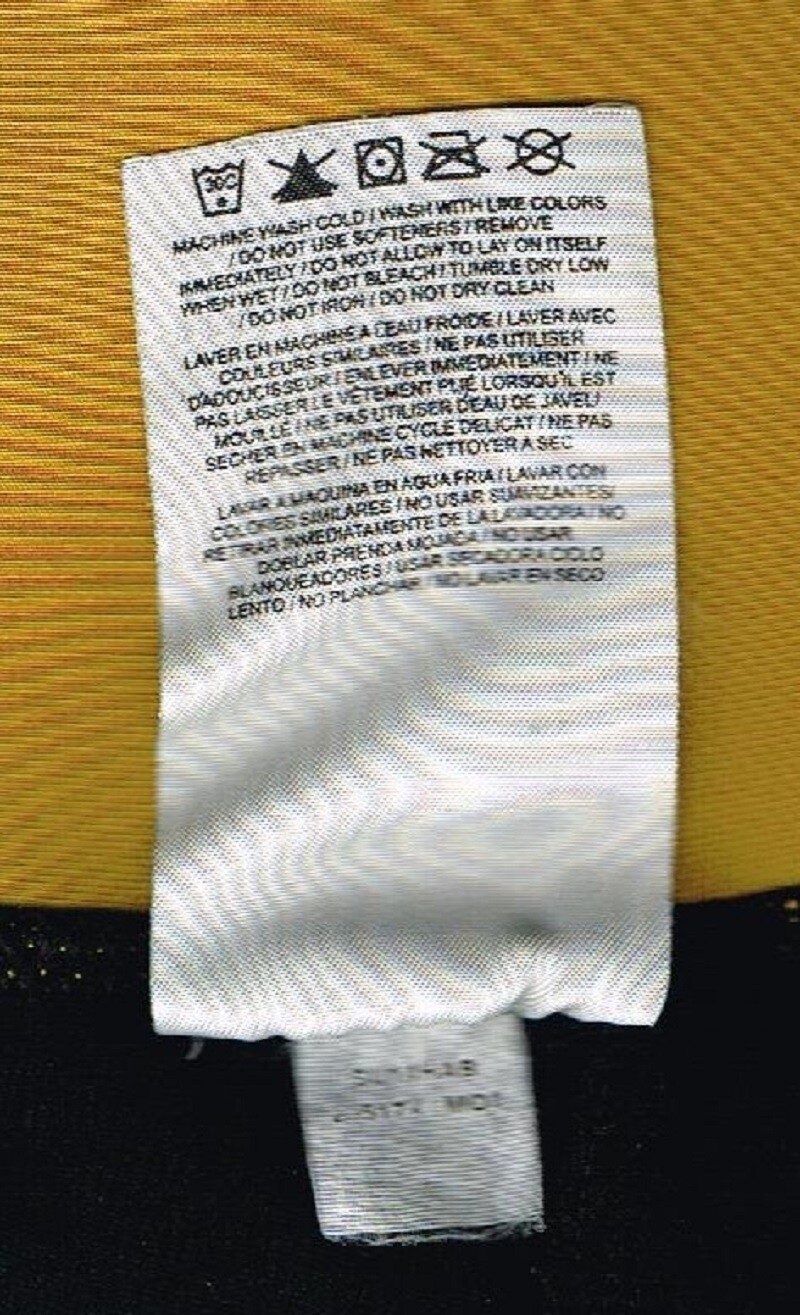 30C
MACHINE WASH COLD / WASH WITH LIKE COLORS
/ DO NOT USE SOFTENERS / REMOVE
IMMEDIATELY / DO NOT ALLOW TO LAY ON ITSELF
WHEN WET / DO NOT BLEACH / TUMBLE DRY LOW
/ DO NOT IRON / DO NOT DRY CLEAN
LAVER EN MACHINE A L'EAU FROIDE / LAVER AVEC
COULEURS SIMILAIRES / NE PAS UTILISER
D'ADOUCISSEUR / ENLEVER IMMEDIATEMENT / NE
PAS LAISSER LE VETEMENT PLIÉ LORSQU'IL EST
MOUILLÉ / NE PAS UTILISER D'EAU DE JAVEL /
SECHER EN MACHINE CYCLE DELICAT / NE PAS
REPASSER / NE PAS NETTOYER A SEC
LAVAR A MAQUINA EN AGUA FRIA / LAVAR CON
COLORES SIMILARES / NO USAR SUAVIZANTES /
RETIRAR INMEDIATAMENTE DE LA LAVADORA / NO
DOBLAR PRENDA MOJADA / NO USAR
BLANQUEADORES / USAR SECADORA CICLO
LENTO / NO PLANCHAR / NO LAVAR EN SECO